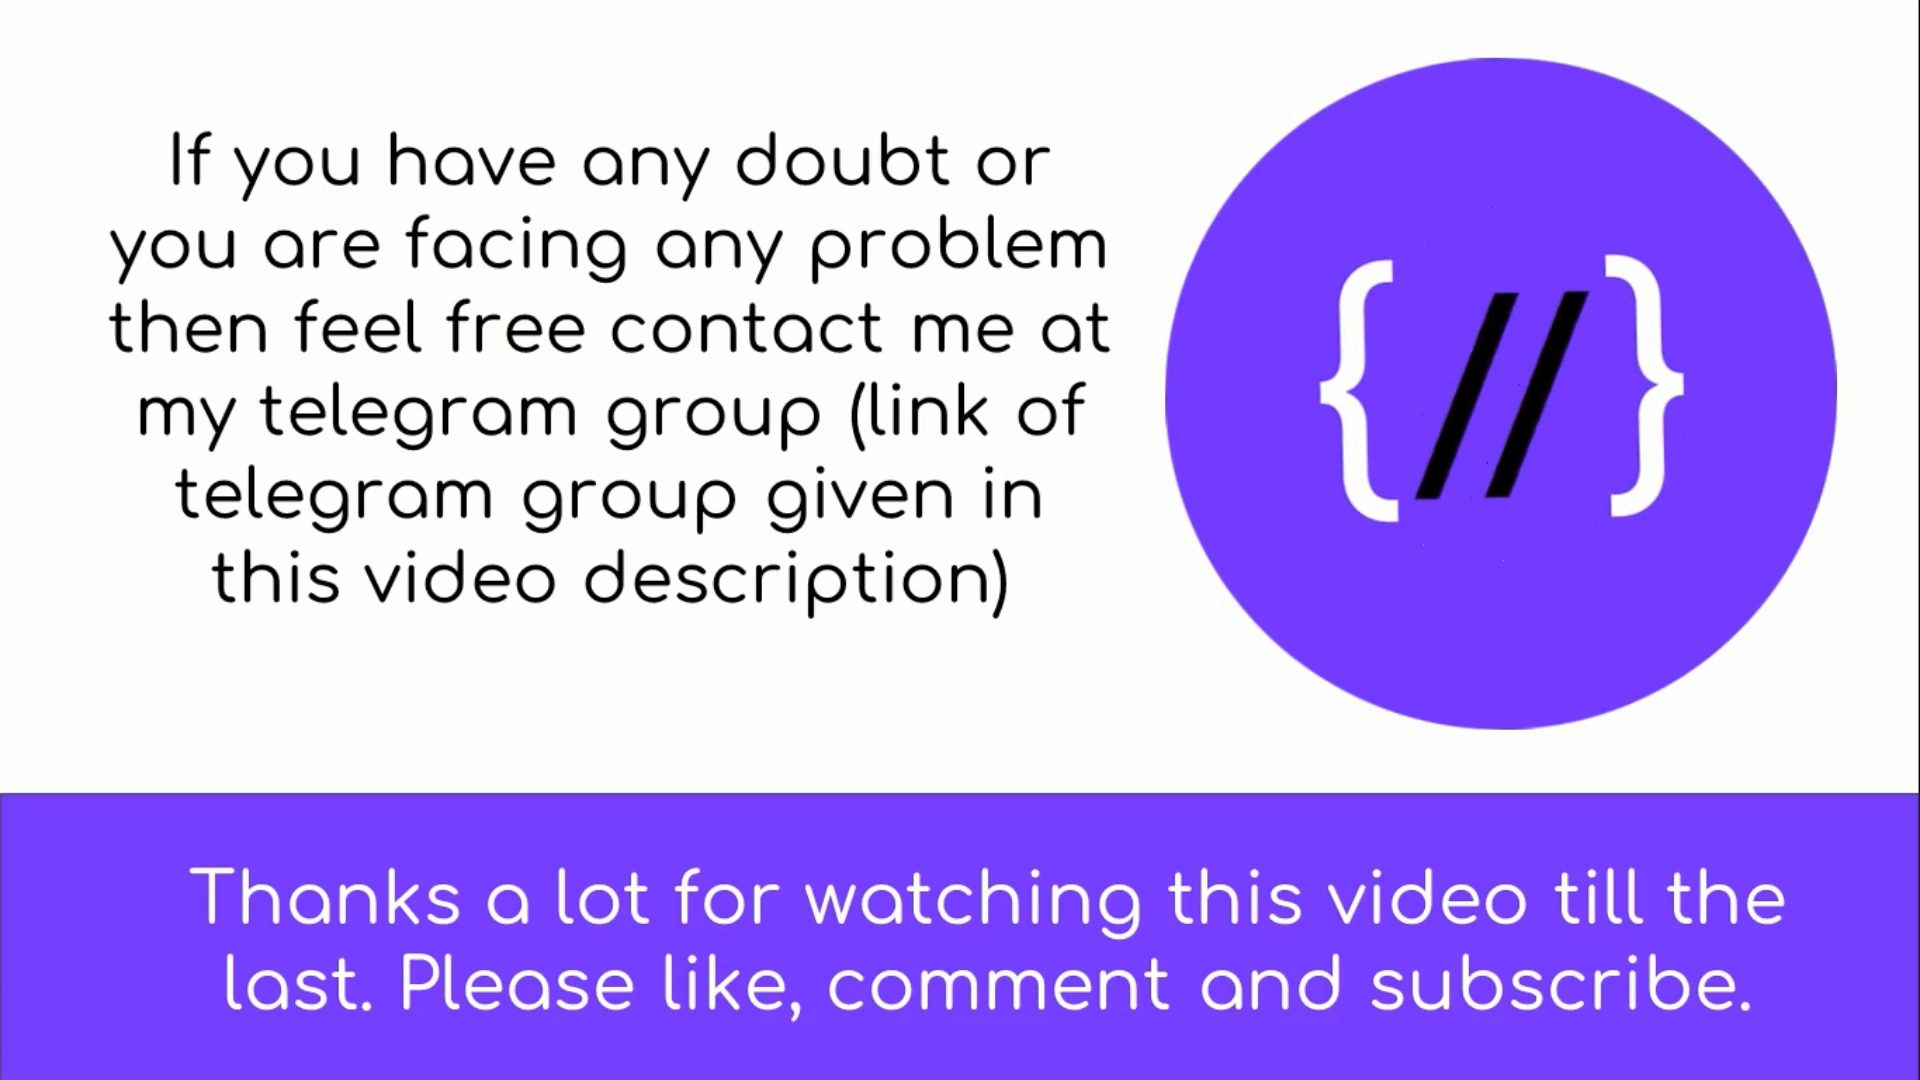 If you have any doubt or
you are facing any problem
then feel free contact me at
my telegram group (link of
telegram group given in
this video description)
{//}
Thanks a lot for watching this video till the
last. Please like, comment and subscribe.